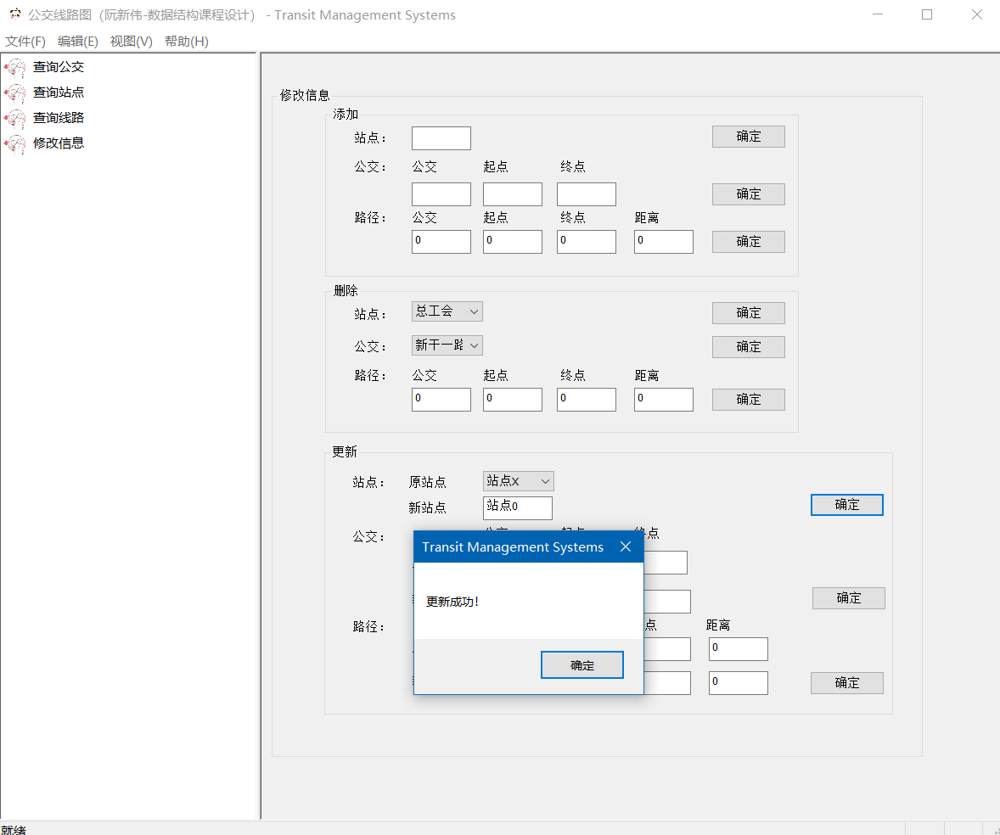 公交线路图（阮新伟-数据结构课程设计） - Transit Management Systems
文件(F) 编辑(E) 视图(V) 帮助(H)
查询公交
查询站点
查询线路
修改信息
修改信息
添加
站点： 确定
公交： 公交 起点 终点
确定
路径： 公交 起点 终点 距离
0 0 0 0 确定
删除
站点： 总工会 确定
公交： 新干一路 确定
路径： 公交 起点 终点 距离
0 0 0 0 确定
更新
站点： 原站点 站点X
新站点 站点0 确定
公交：
Transit Management Systems
更新成功！
确定
确定
路径： 点 距离
0
0 确定
就绪